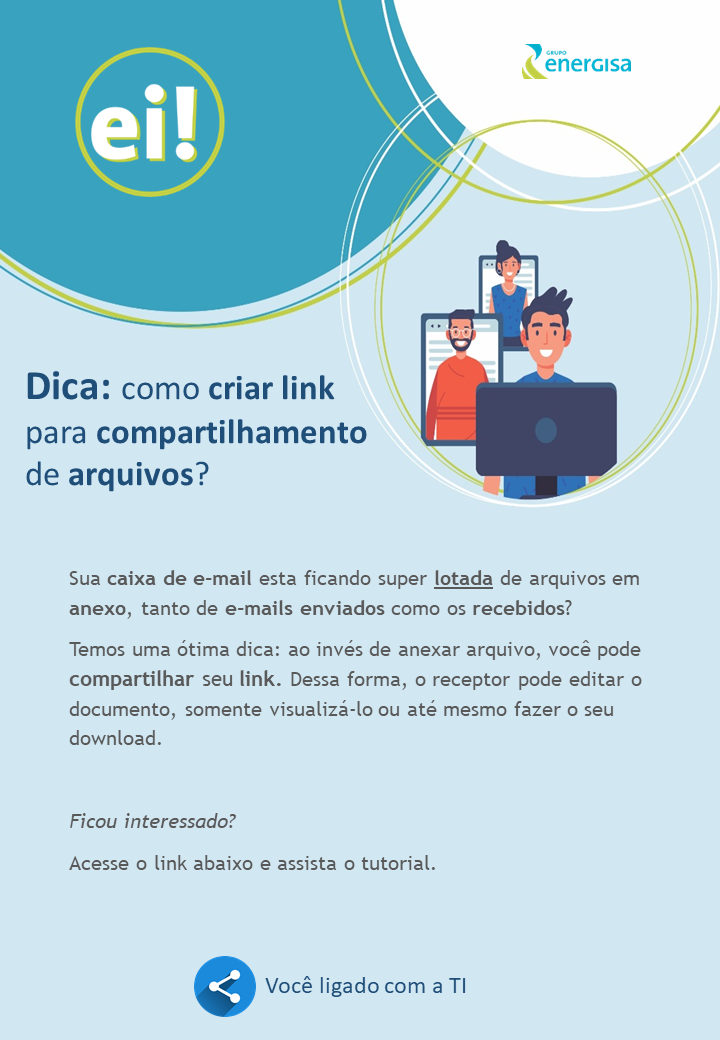 ei!
GRUPO
energisa
Dica: como criar link
para compartilhamento
de arquivos?
Sua caixa de e-mail esta ficando super lotada de arquivos em
anexo, tanto de e-mails enviados como os recebidos?
Temos uma ótima dica: ao invés de anexar arquivo, você pode
compartilhar seu link. Dessa forma, o receptor pode editar o
documento, somente visualizá-lo ou até mesmo fazer o seu
download.
Ficou interessado?
Acesse o link abaixo e assista o tutorial.
Você ligado com a TI